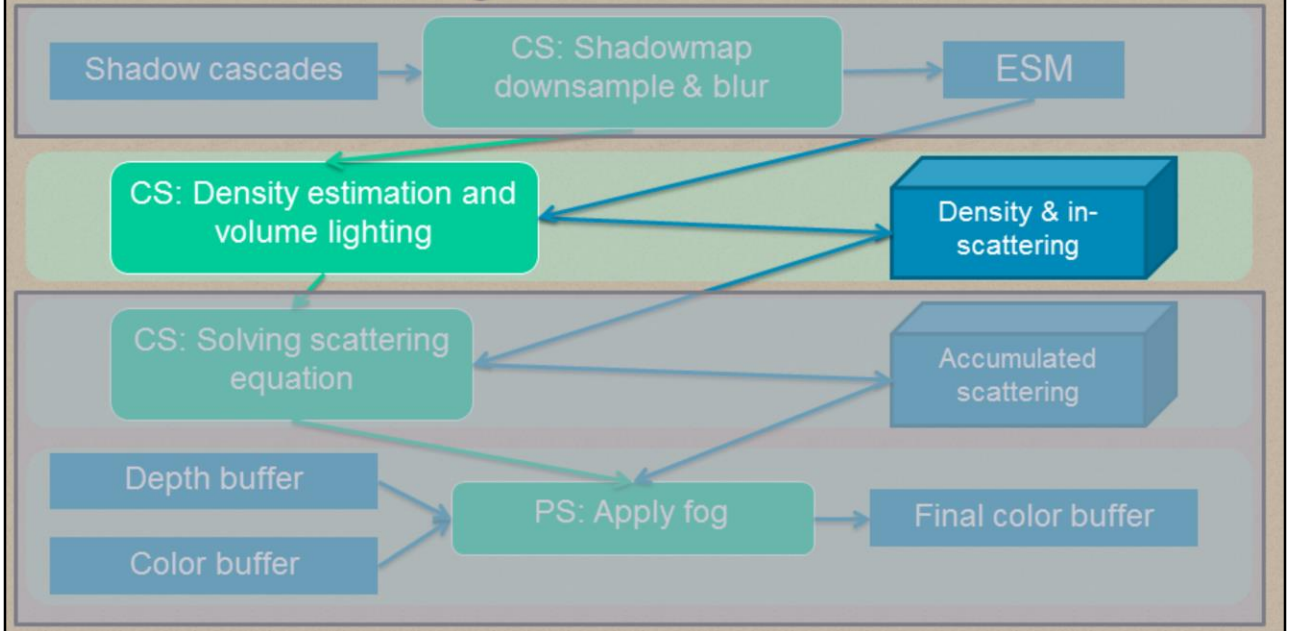 Shadow cascades
CS: Shadowmap
downsample & blur
ESM
CS: Density estimation and
volume lighting
Density & in-
scattering
CS: Solving scattering
equation
Accumulated
scattering
Depth buffer
Color buffer
PS: Apply fog
Final color buffer